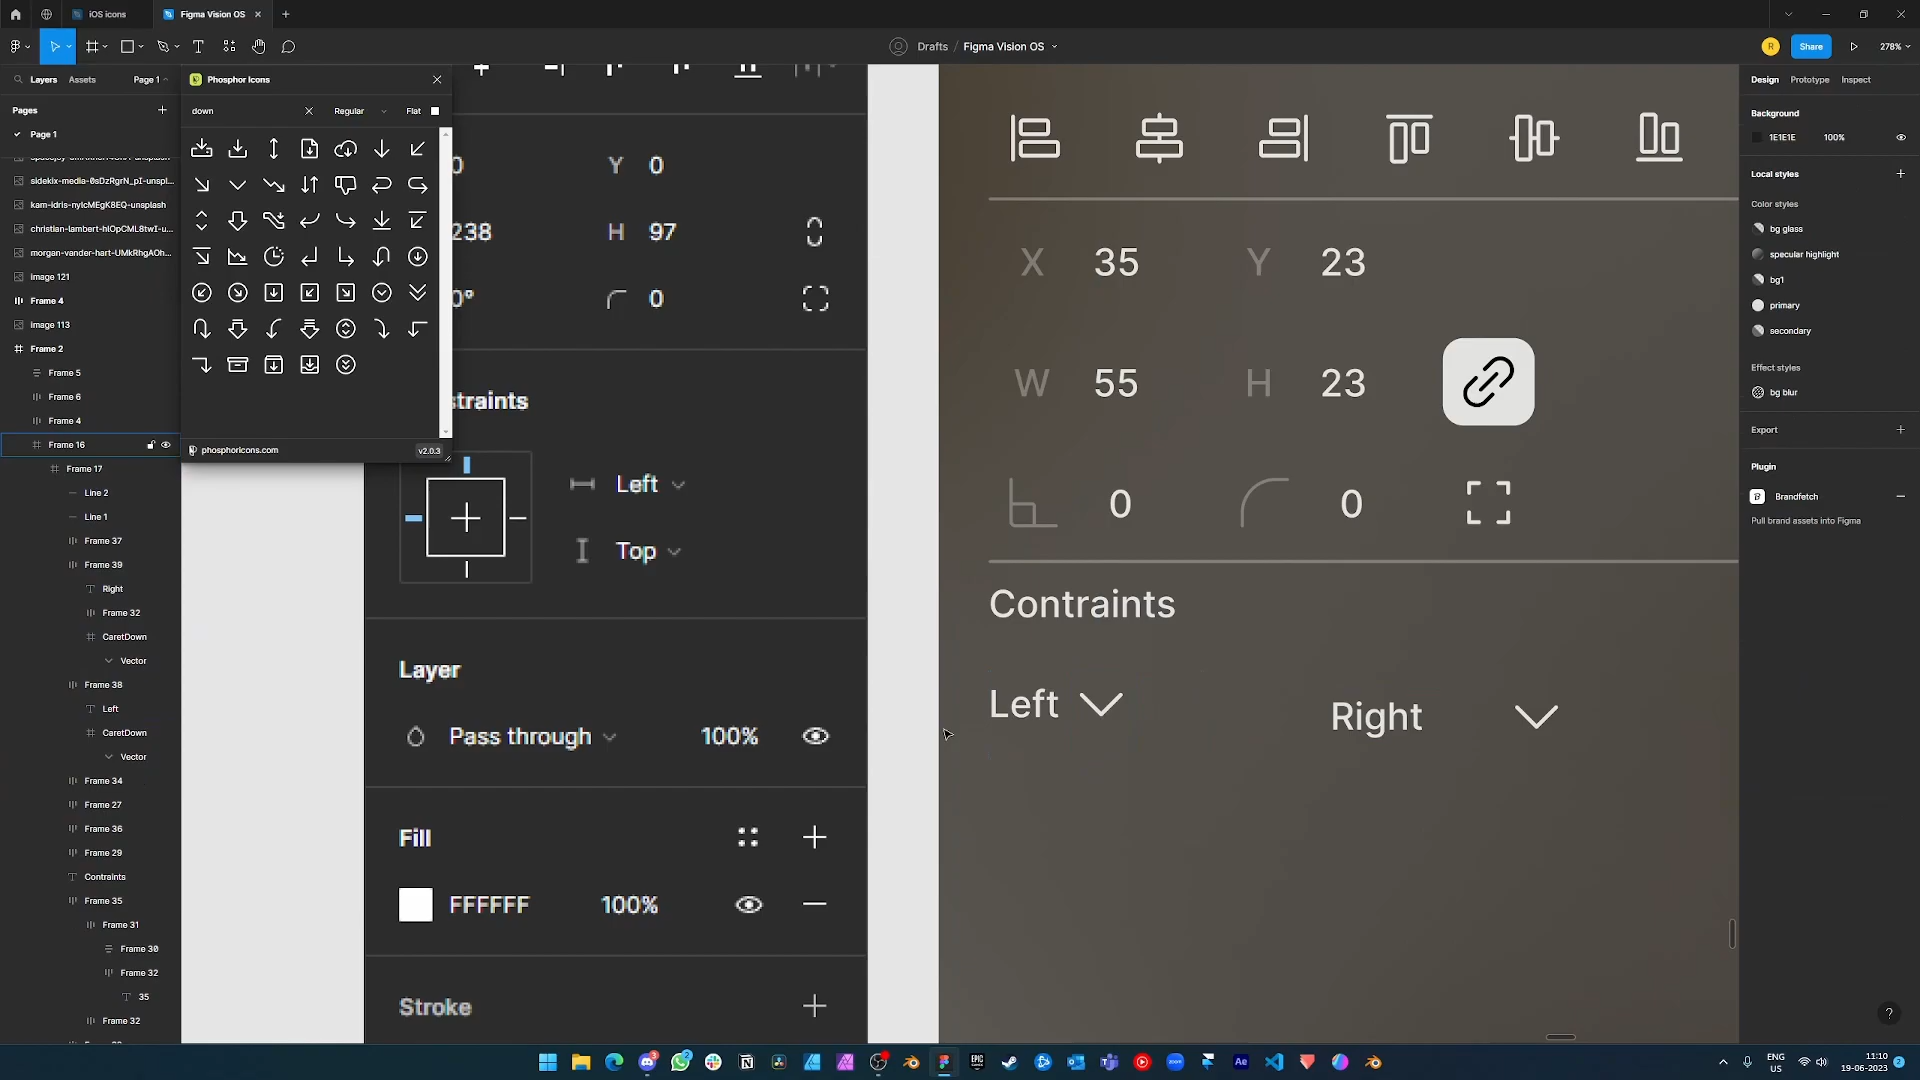 iOS icons
Figma Vision OS
Drafts / Figma Vision OS
R
Share
278%
Layers
Assets
Page 1
Phosphor Icons
Design
Prototype
Inspect
Pages
down
Regular
Flat
Page 1
sidekix-media-0sDzRgrN_pI-unspl...
kam-idris-nylcMEgK8EQ-unsplash
christian-lambert-hIOpCML8twI-u...
morgan-vander-hart-UMkRhgAOh...
image 121
Frame 4
image 113
Frame 2
Frame 5
Frame 6
Frame 4
Frame 16
Frame 17
Line 2
Line 1
Frame 37
Frame 39
Right
Frame 32
CaretDown
Vector
Frame 38
Left
CaretDown
Vector
Frame 34
Frame 27
Frame 36
Frame 29
Contraints
Frame 35
Frame 31
Frame 30
Frame 32
35
Frame 32
phosphoricons.com
v2.0.3
0
Y 0
238
H 97
0°
0
straints
Left
Top
Layer
Pass through
100%
Fill
FFFFFF
100%
Stroke
X 35
Y 23
W 55
H 23
0
0
Contraints
Left
Right
Background
1E1E1E
100%
Local styles
Color styles
bg glass
specular highlight
bg1
primary
secondary
Effect styles
bg blur
Export
Plugin
Brandfetch
Pull brand assets into Figma
?
ENG
US
11:10
19-06-2023